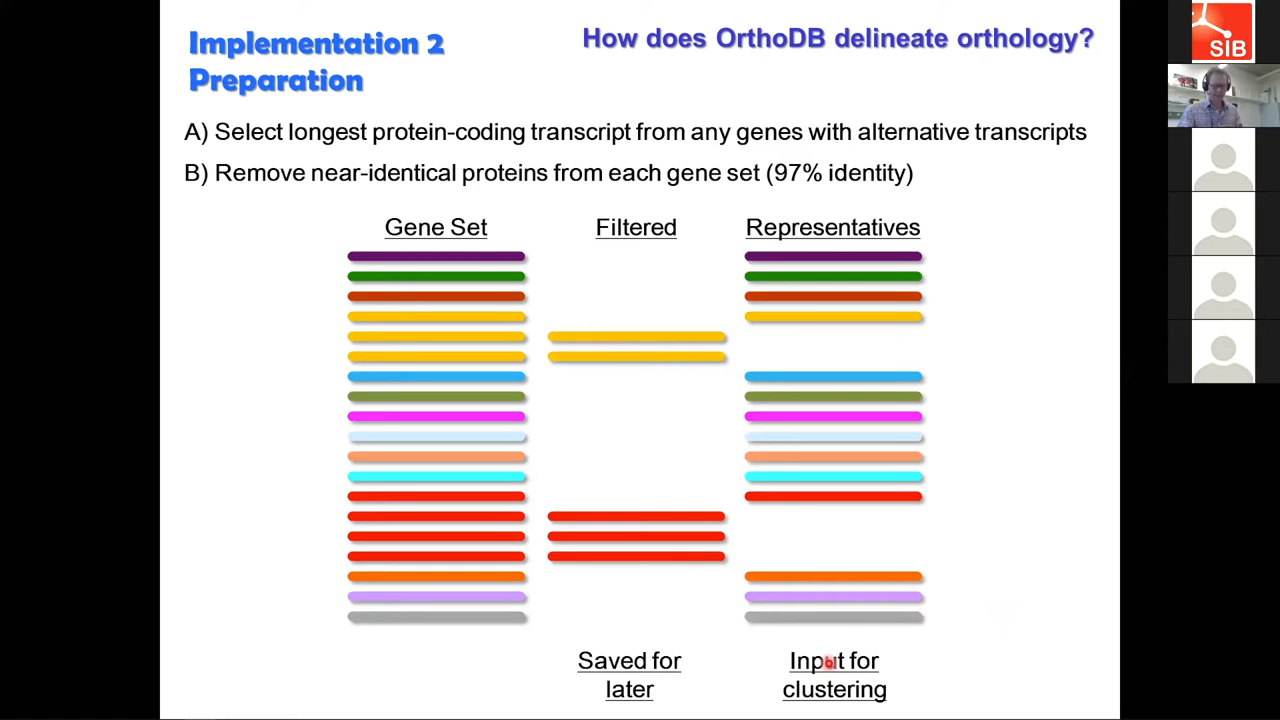 Implementation 2
Preparation
How does OrthoDB delineate orthology?
SIB
A) Select longest protein-coding transcript from any genes with alternative transcripts
B) Remove near-identical proteins from each gene set (97% identity)
Gene Set
Filtered
Representatives
Saved for
later
Input for
clustering